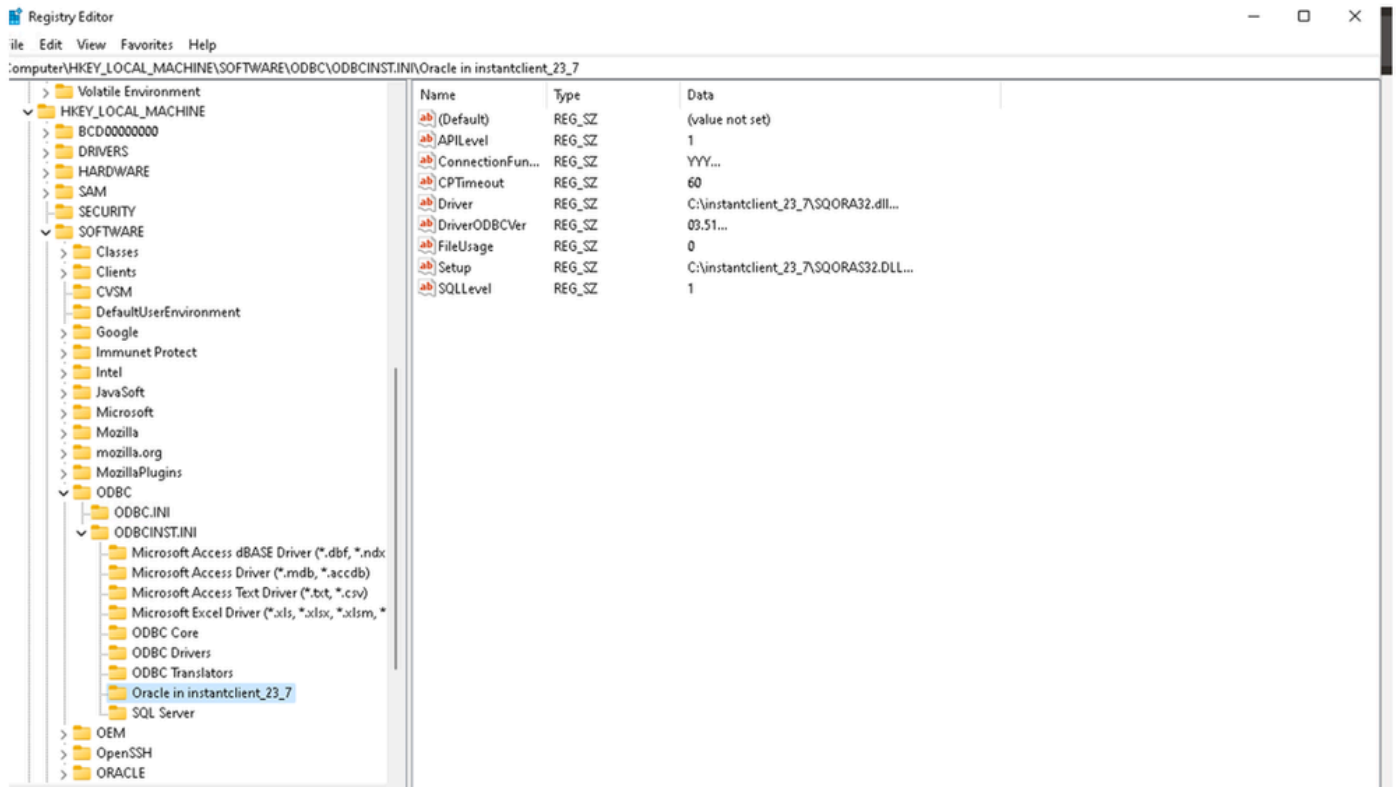 Registry Editor
ile Edit View Favorites Help
Computer\HKEY_LOCAL_MACHINE\SOFTWARE\ODBC\ODBCINST.INI\Oracle in instantclient_23_7
Volatile Environment
HKEY_LOCAL_MACHINE
BCD00000000
DRIVERS
HARDWARE
SAM
SECURITY
SOFTWARE
Classes
Clients
CVSM
DefaultUserEnvironment
Google
Immunet Protect
Intel
JavaSoft
Microsoft
Mozilla
mozilla.org
MozillaPlugins
ODBC
ODBC.INI
ODBCINST.INI
Microsoft Access dBASE Driver (*.dbf, *.ndx
Microsoft Access Driver (*.mdb, *.accdb)
Microsoft Access Text Driver (*.txt, *.csv)
Microsoft Excel Driver (*.xls, *.xlsx, *.xlsm, *
ODBC Core
ODBC Drivers
ODBC Translators
Oracle in instantclient_23_7
SQL Server
OEM
OpenSSH
ORACLE
Name Type Data
(Default) REG_SZ (value not set)
APILevel REG_SZ 1
ConnectionFun... REG_SZ YYY...
CPTimeout REG_SZ 60
Driver REG_SZ C:\instantclient_23_7\SQORA32.dll...
DriverODBCVer REG_SZ 03.51...
FileUsage REG_SZ 0
Setup REG_SZ C:\instantclient_23_7\SQORAS32.DLL...
SQLLevel REG_SZ 1